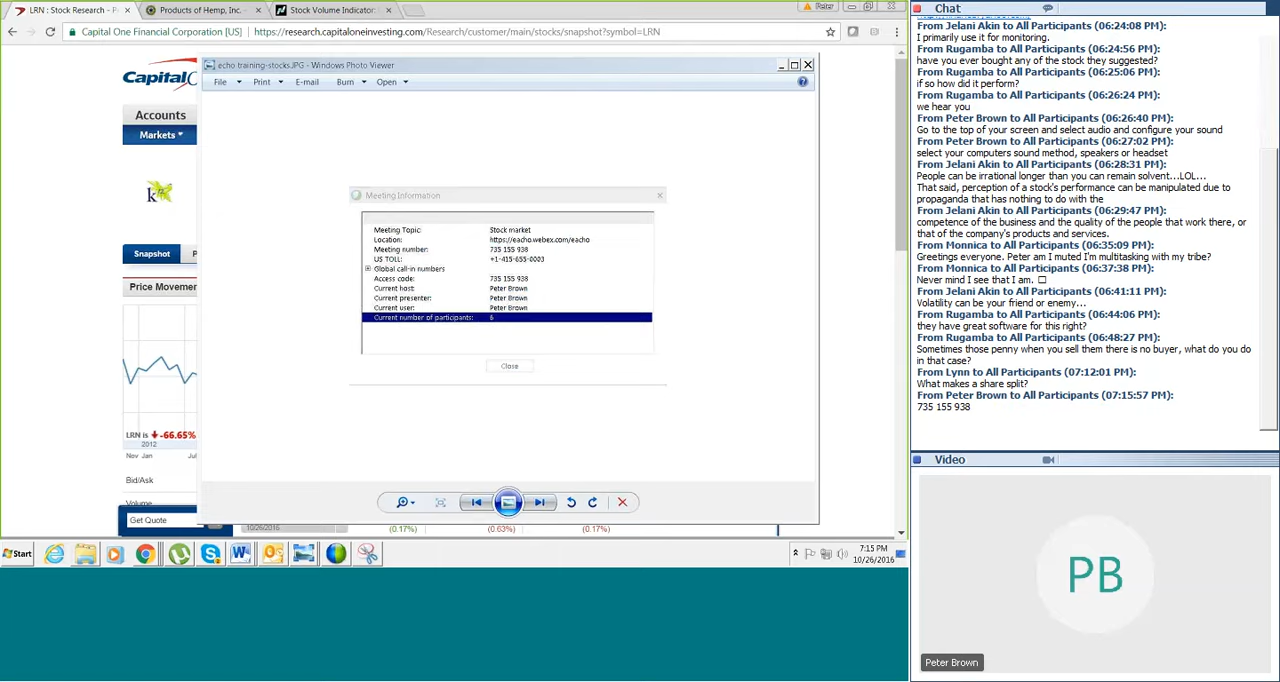 LRN : Stock Research - P
Products of Hemp, Inc.
Stock Volume Indicator:
Peter
Capital One Financial Corporation [US]
https://research.capitaloneinvesting.com/Research/customer/main/stocks/snapshot?symbol=LRN
Capital
Accounts
Markets
k
Snapshot
P
Price Movemen
LRN is -66.65%
2012
Nov Jan
Jul
Bid/Ask
Volume
Get Quote
10/26/2016
(0.17%)
(0.63%)
(0.17%)
echo training-stocks.JPG - Windows Photo Viewer
File
Print
E-mail
Burn
Open
Meeting Information
Meeting Topic: Stock market
Location: https://eacho.webex.com/eacho
Meeting number: 735 155 938
US TOLL: +1-415-655-0003
Global call-in numbers
Access code: 735 155 938
Current host: Peter Brown
Current presenter: Peter Brown
Current user: Peter Brown
Current number of participants: 6
Close
Start
7:15 PM
10/26/2016
Chat
From Jelani Akin to All Participants (06:24:08 PM):
I primarily use it for monitoring.
From Rugamba to All Participants (06:24:56 PM):
have you ever bought any of the stock they suggested?
From Rugamba to All Participants (06:25:06 PM):
if so how did it perform?
From Rugamba to All Participants (06:26:24 PM):
we hear you
From Peter Brown to All Participants (06:26:40 PM):
Go to the top of your screen and select audio and configure your sound
From Peter Brown to All Participants (06:27:02 PM):
select your computers sound method, speakers or headset
From Jelani Akin to All Participants (06:28:31 PM):
People can be irrational longer than you can remain solvent...LOL...
That said, perception of a stock's performance can be manipulated due to
propaganda that has nothing to do with the
From Jelani Akin to All Participants (06:29:47 PM):
competence of the business and the quality of the people that work there, or
that of the company's products and services.
From Monnica to All Participants (06:35:09 PM):
Greetings everyone. Peter am I muted I'm multitasking with my tribe?
From Monnica to All Participants (06:37:38 PM):
Never mind I see that I am.
From Jelani Akin to All Participants (06:41:11 PM):
Volatility can be your friend or enemy...
From Rugamba to All Participants (06:44:06 PM):
they have great software for this right?
From Rugamba to All Participants (06:48:27 PM):
Sometimes those penny when you sell them there is no buyer, what do you do
in that case?
From Lynn to All Participants (07:12:01 PM):
What makes a share split?
From Peter Brown to All Participants (07:15:57 PM):
735 155 938
Video
PB
Peter Brown